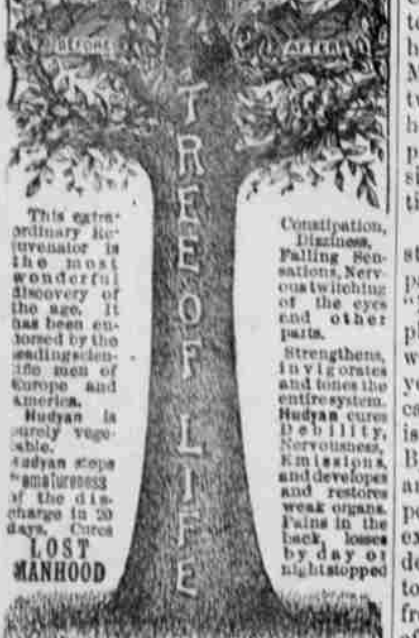 BEFORE
AFTER
TREE OF LIFE
This extra-
ordinary Re-
juvenator is
the most
wonderful
discovery of
the age. It
has been en-
dorsed by the
leading scien-
tific men of
Europe and
America.
Hudyan is
purely vege-
table.
Hudyan stops
of the dis-
charge in 20
days. Cures
LOST
MANHOOD
Constipation,
Dizziness,
Falling Sen-
sations, Nerv-
ous twitching
of the eyes
and other
parts.
Strengthens,
invigorates
and tones the
entire system.
Hudyan cures
Debility,
Nervousness,
Emissions,
and developes
and restores
weak organs.
Pains in the
back, losses
by day or
night stopped